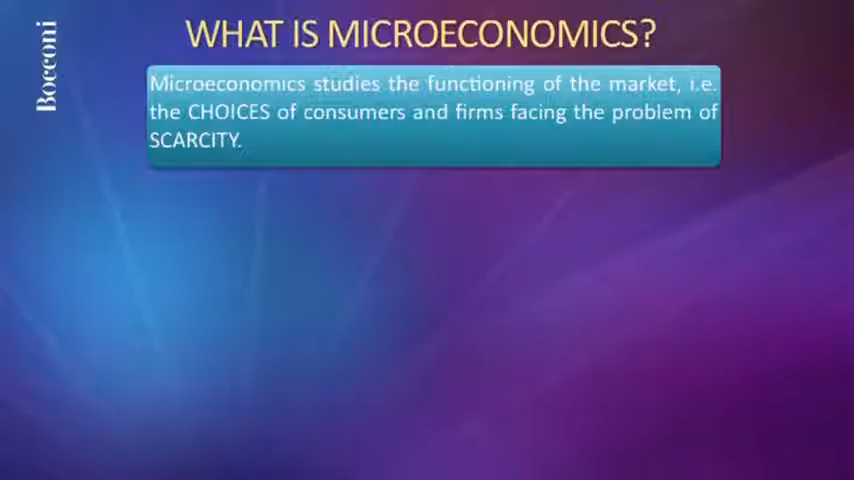 Bocconi
WHAT IS MICROECONOMICS?
Microeconomics studies the functioning of the market, i.e.
the CHOICES of consumers and firms facing the problem of
SCARCITY.